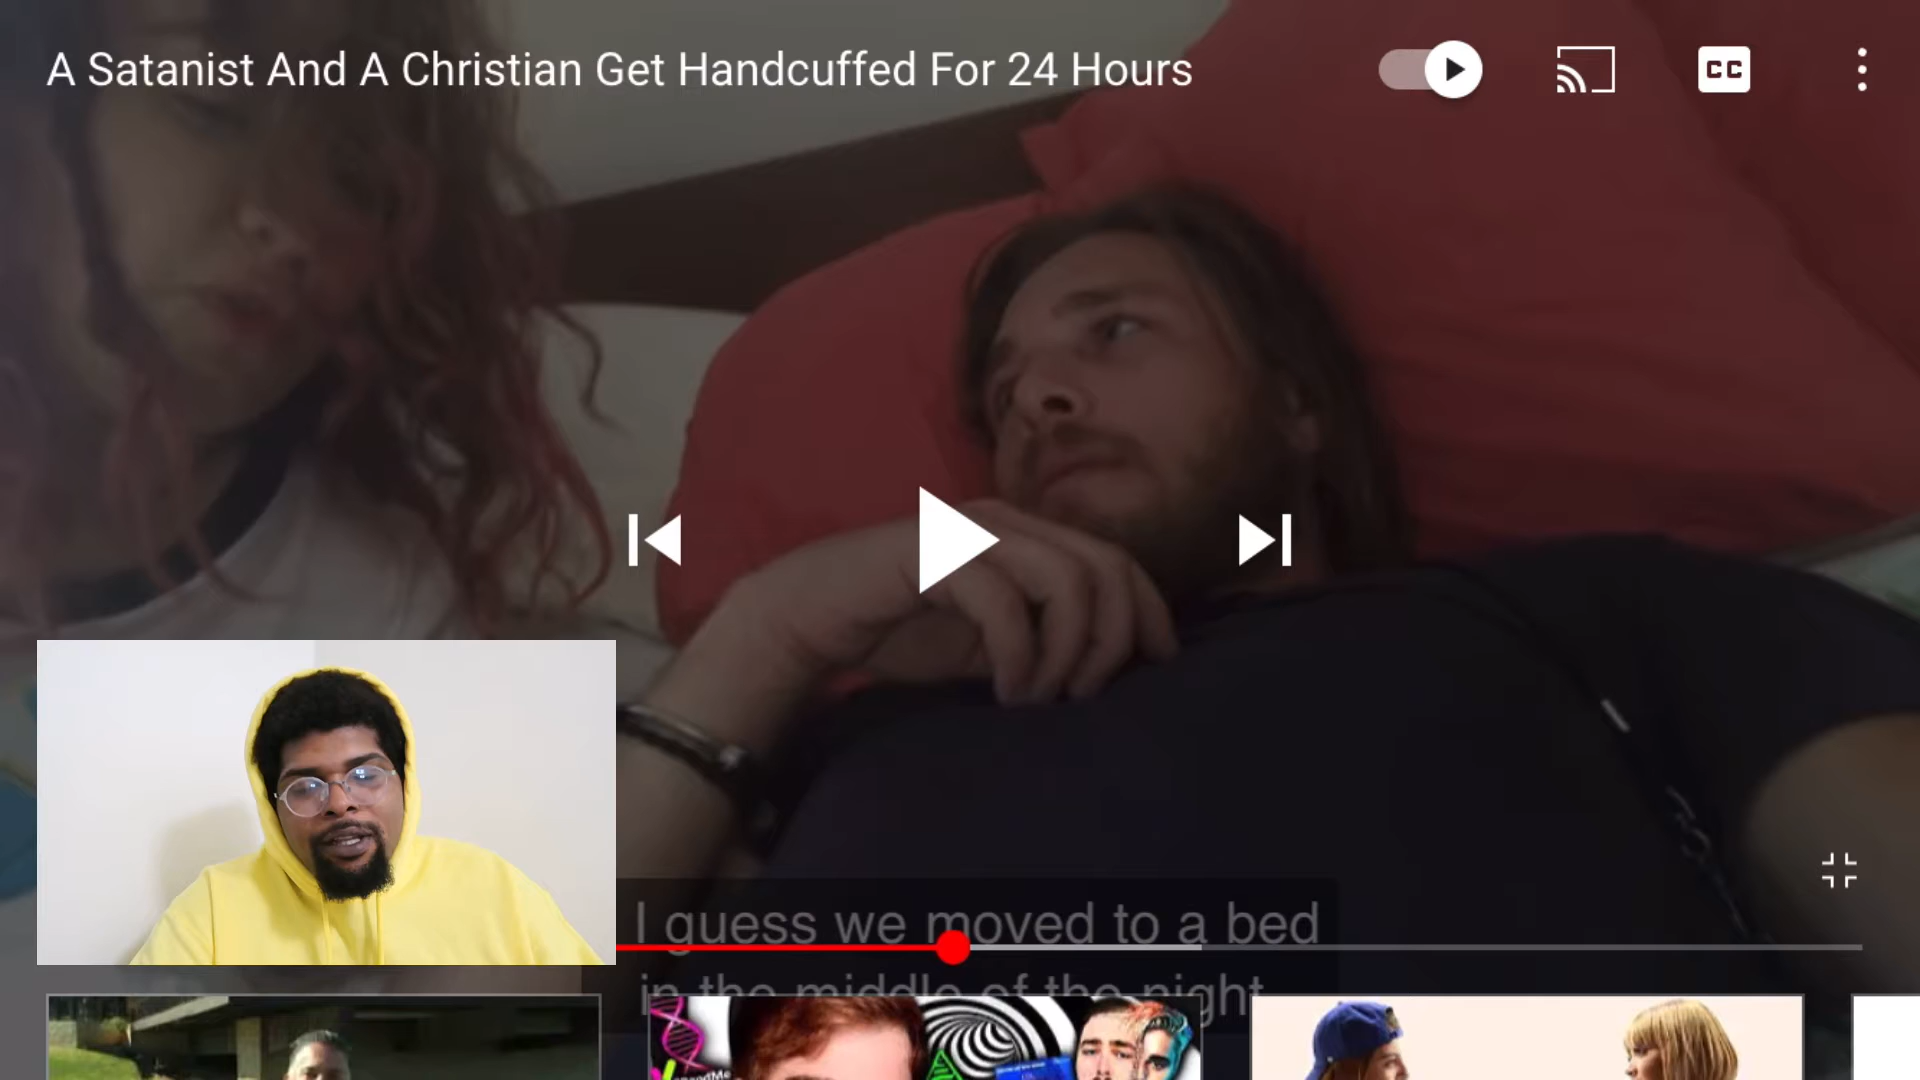 A Satanist And A Christian Get Handcuffed For 24 Hours
CC
I guess we moved to a bed
in the middle of the night